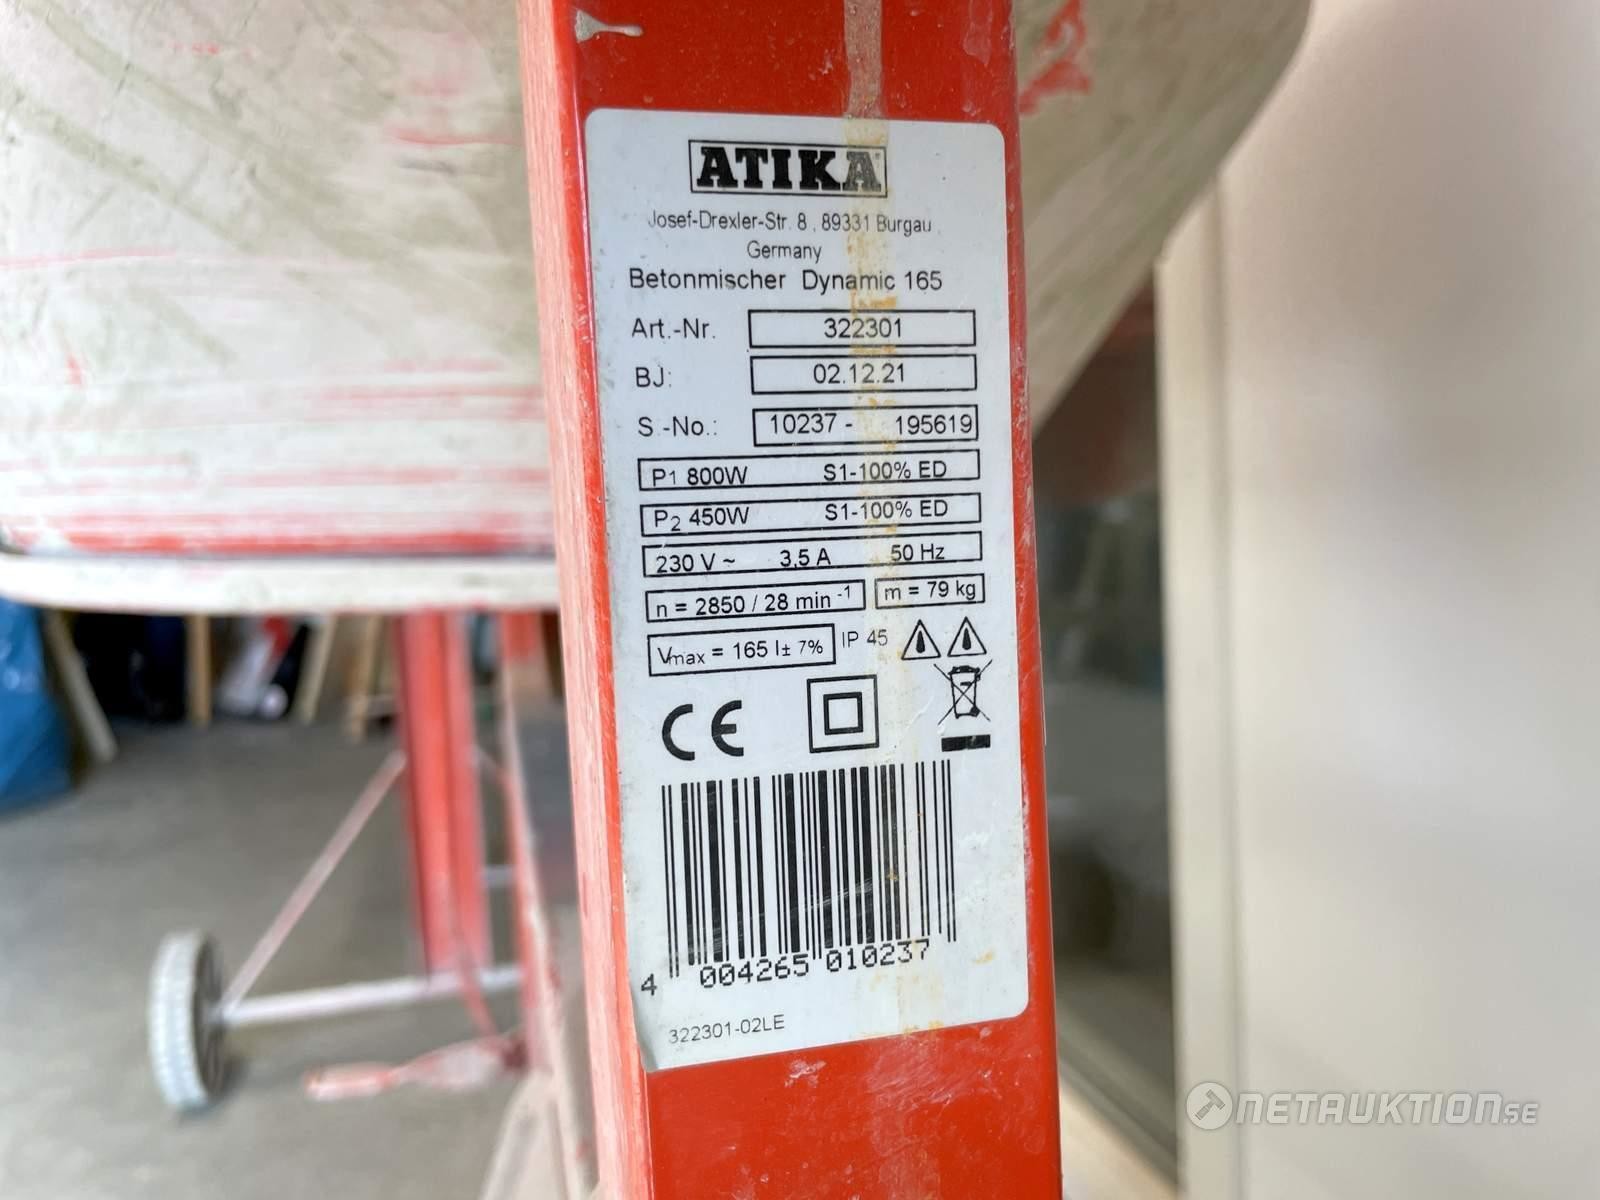 ATIKA
Josef-Drexler-Str. 8 , 89331 Burgau
Germany
Betonmischer Dynamic 165
Art.-Nr. 322301
BJ: 02.12.21
S.-No.: 10237 - 195619
P1 800W S1-100% ED
P2 450W S1-100% ED
230 V ~ 3,5 A 50 Hz
n = 2850 / 28 min -1 m = 79 kg
Vmax = 165 l ± 7% IP 45
CE
4 004265 010237
322301-02LE
NETAUKTION.SE